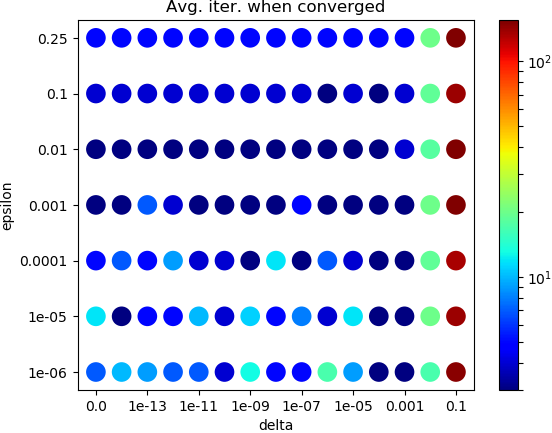 Avg. iter. when converged
epsilon
0.25
0.1
0.01
0.001
0.0001
1e-05
1e-06
0.0 1e-13 1e-11 1e-09 1e-07 1e-05 0.001 0.1
delta
10²
10¹